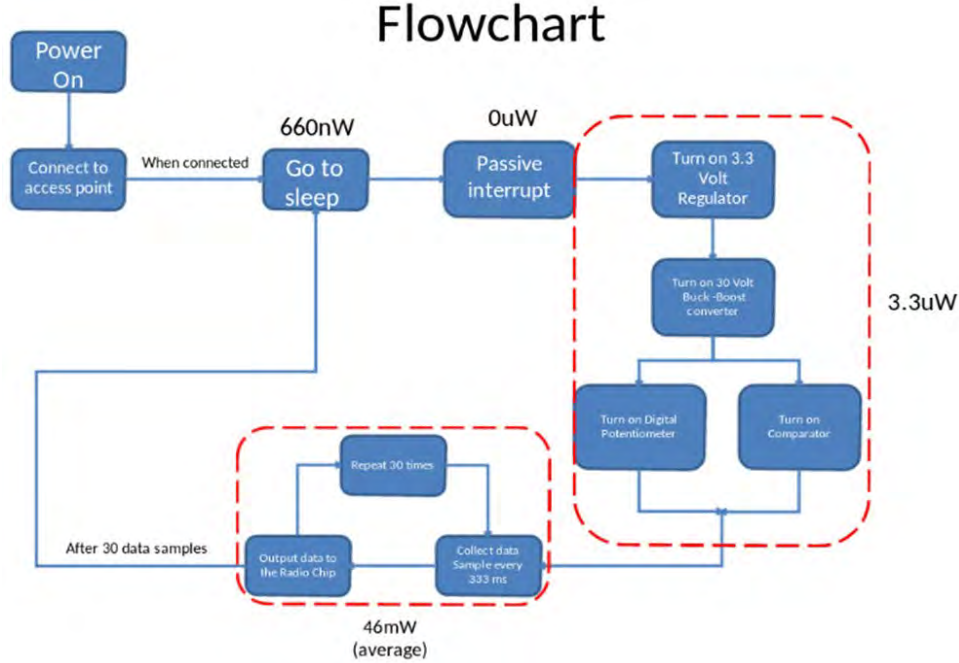 Flowchart
Power
On
Connect to
access point
When connected
660nW
Go to
sleep
0uW
Passive
interrupt
Turn on 3.3
Volt
Regulator
Turn on 30 Volt
Buck -Boost
converter
3.3uW
Turn on Digital
Potentiometer
Turn on
Comparator
Repeat 30 times
Collect data
Sample every
333 ms
Output data to
the Radio Chip
After 30 data samples
46mW
(average)